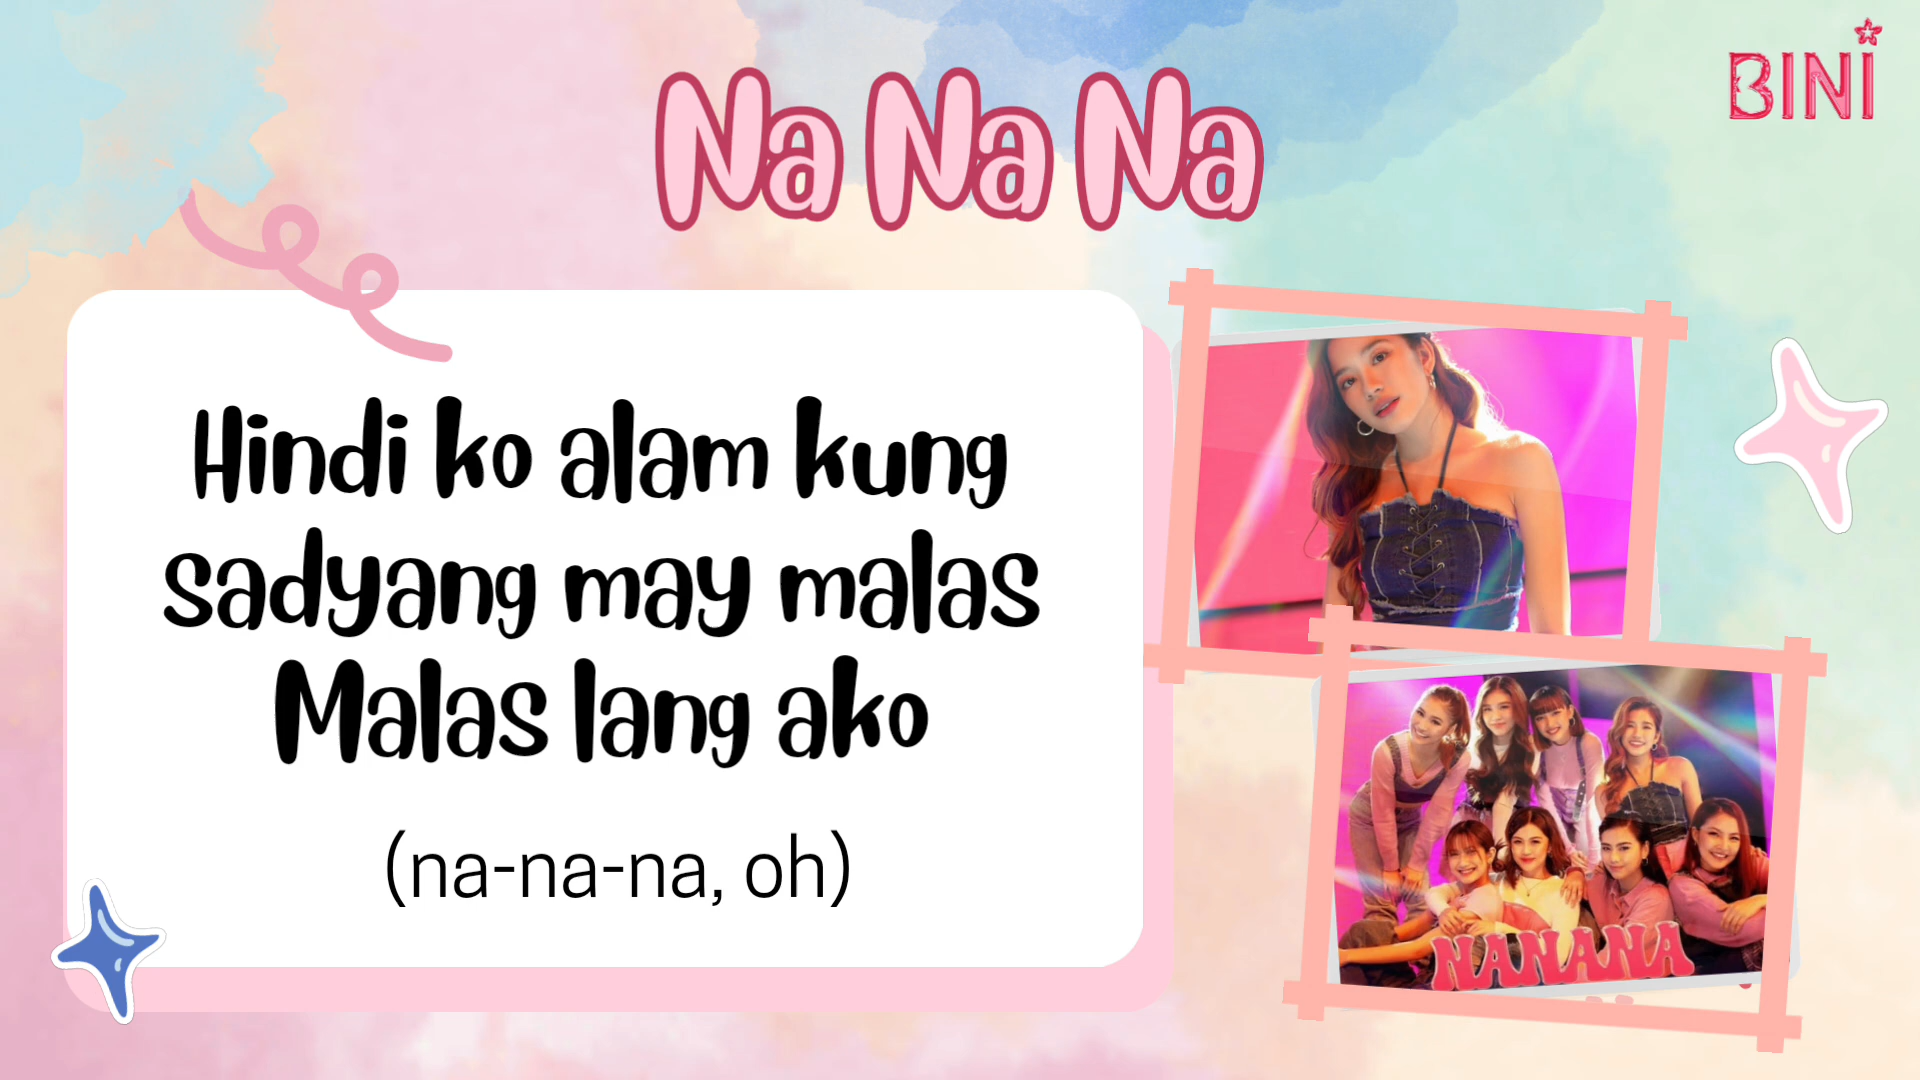 Na Na Na
BINI
Hindi ko alam kung
sadyang may malas
Malas lang ako
(na-na-na, oh)
NANANA